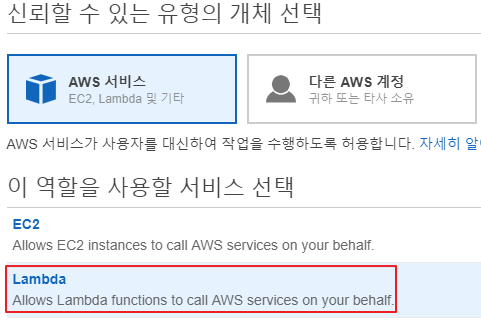 신뢰할 수 있는 유형의 개체 선택
AWS 서비스
EC2, Lambda 및 기타
다른 AWS 계정
귀하 또는 타사 소유
AWS 서비스가 사용자를 대신하여 작업을 수행하도록 허용합니다. 자세히
이 역할을 사용할 서비스 선택
EC2
Allows EC2 instances to call AWS services on your behalf.
Lambda
Allows Lambda functions to call AWS services on your behalf.